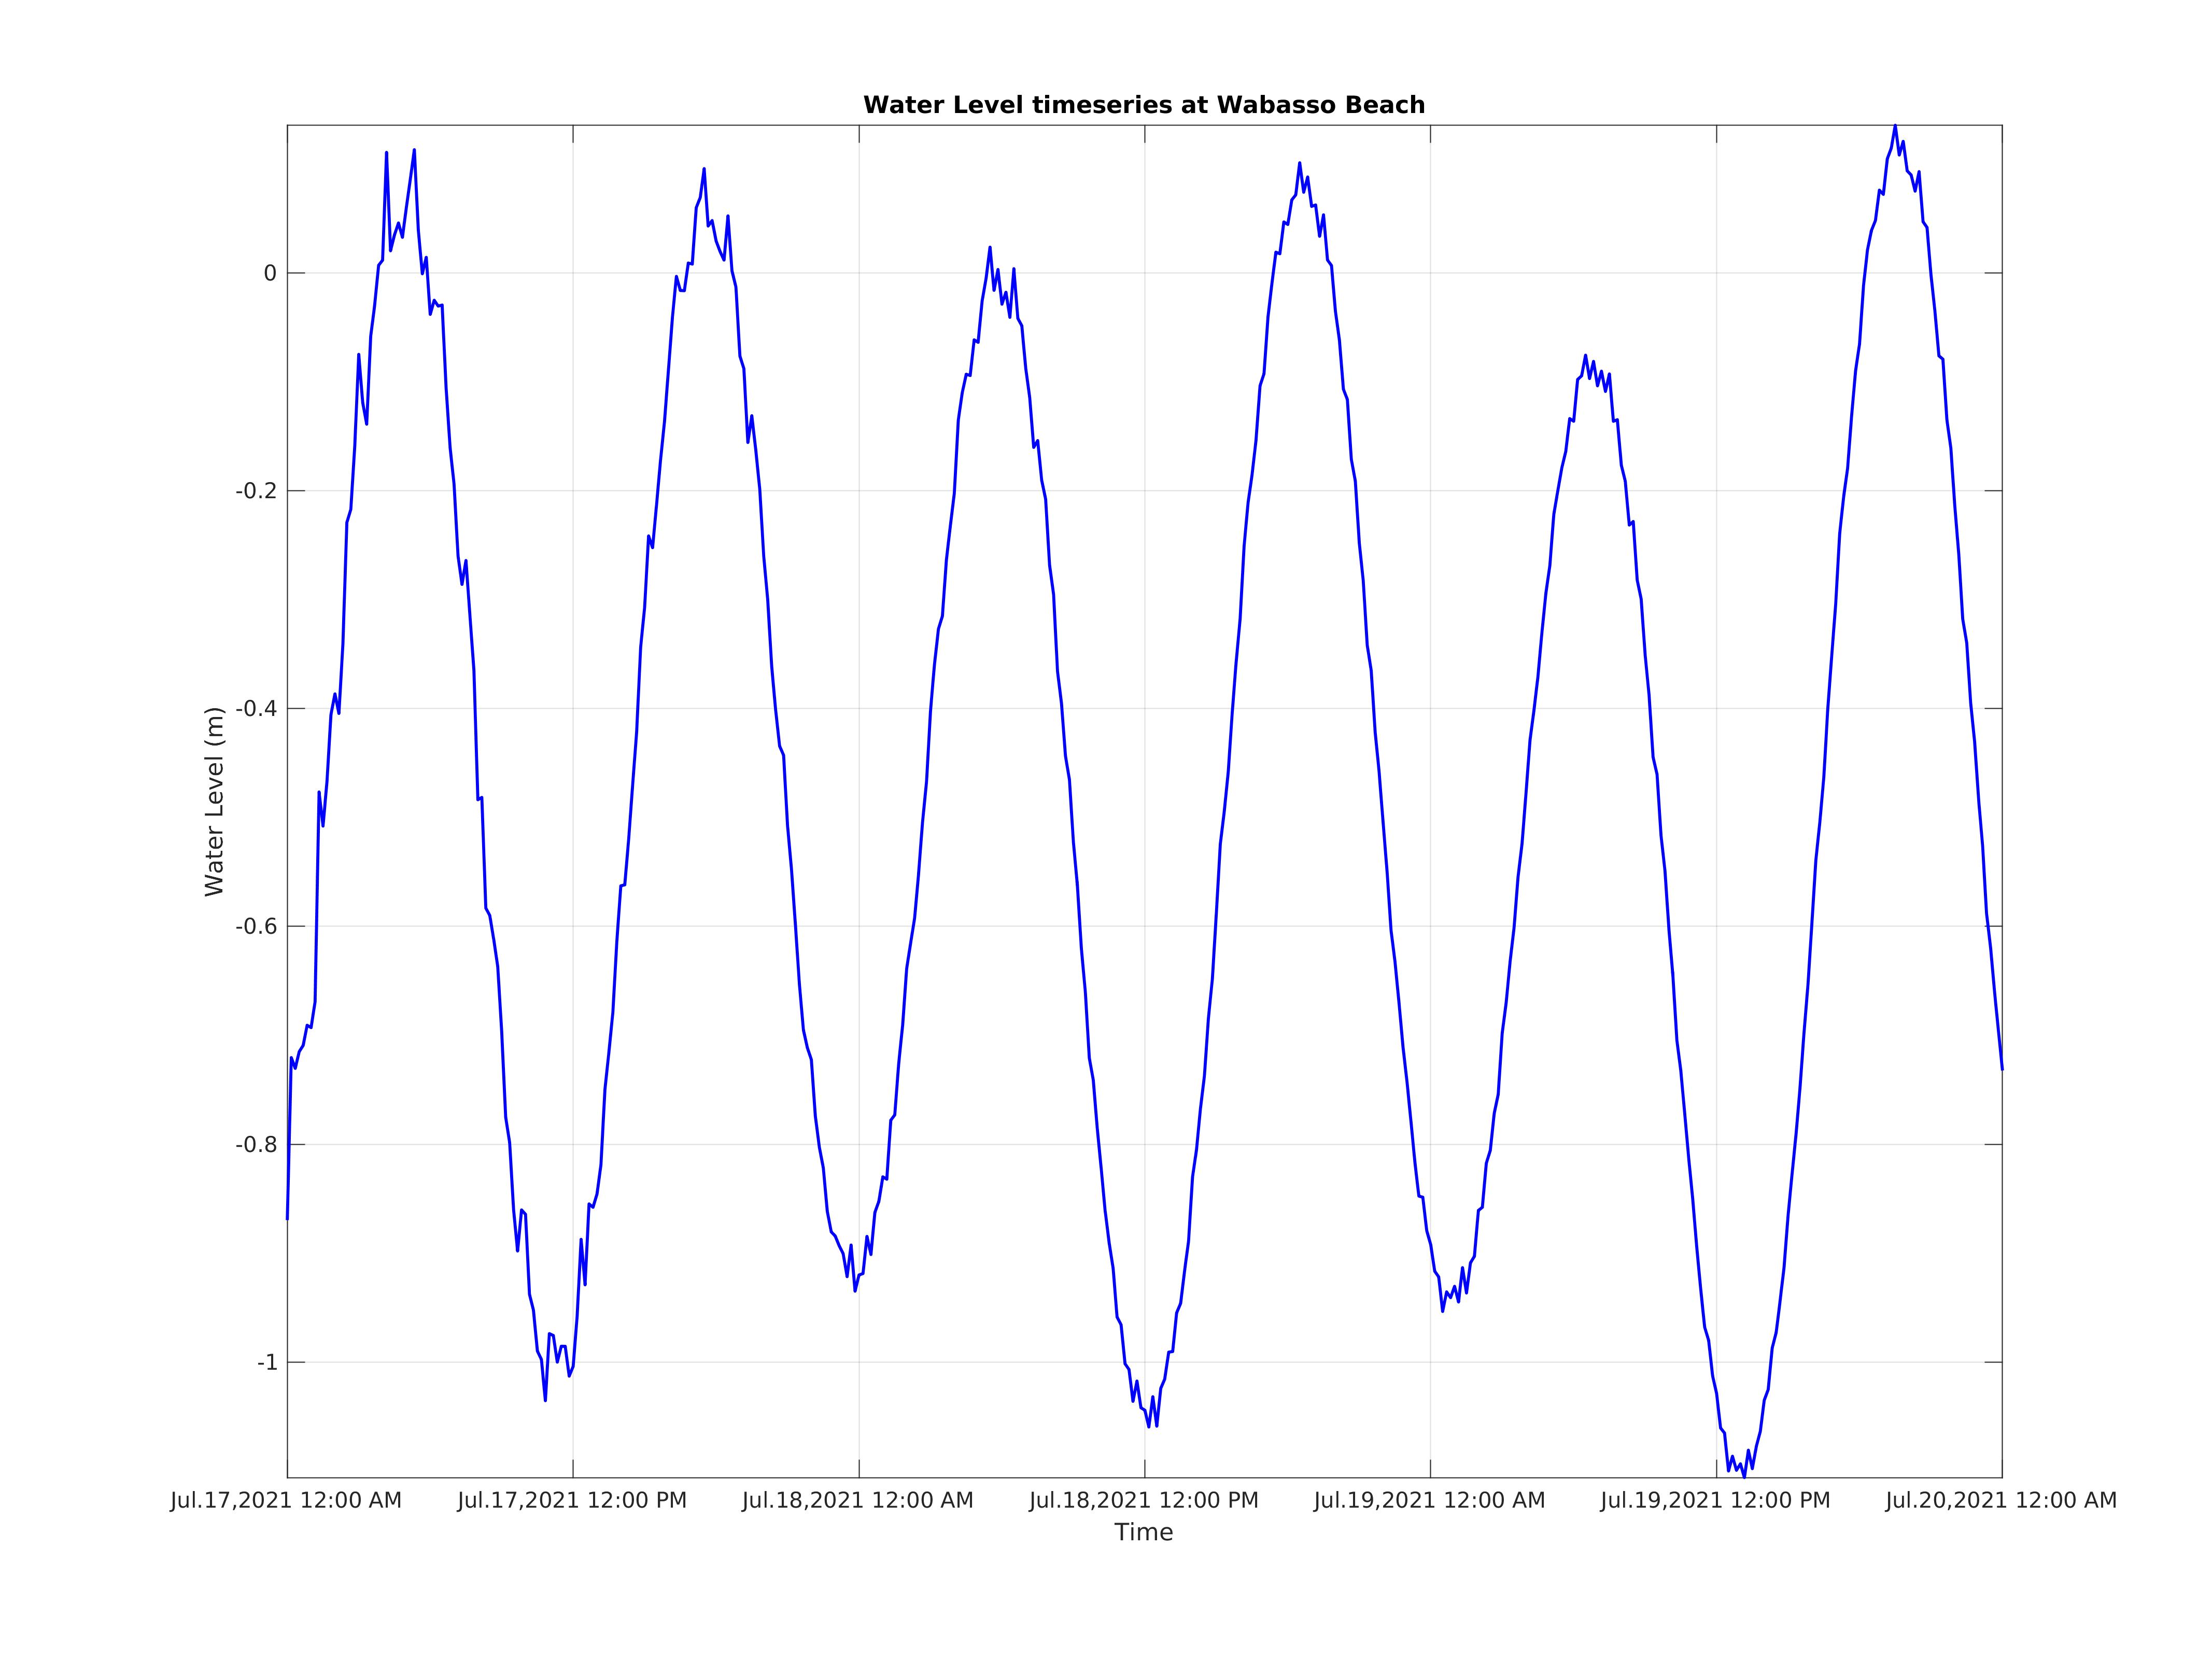 Water Level timeseries at Wabasso Beach
0
-0.2
-0.4
-0.6
-0.8
-1
Water Level (m)
Jul.17,2021 12:00 AM
Jul.17,2021 12:00 PM
Jul.18,2021 12:00 AM
Jul.18,2021 12:00 PM
Jul.19,2021 12:00 AM
Jul.19,2021 12:00 PM
Jul.20,2021 12:00 AM
Time